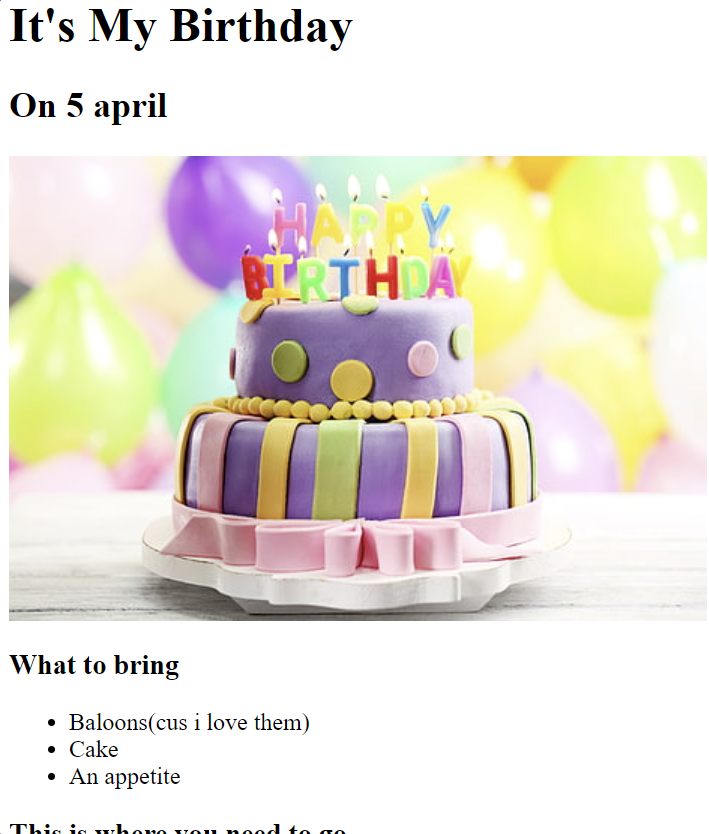 It's My Birthday
On 5 april
HAPPY
BIRTHDAY
What to bring
Baloons(cus i love them)
Cake
An appetite
This is where you need to go